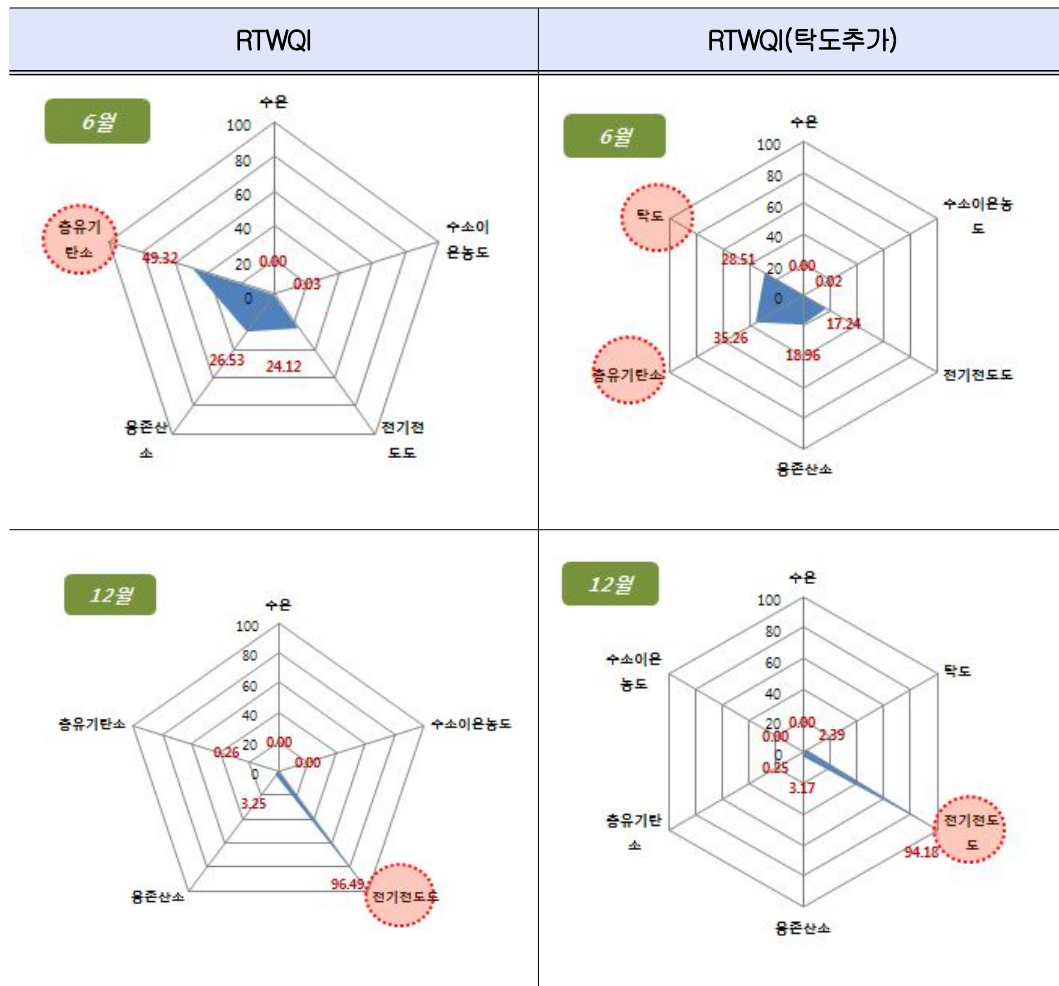 RTWQI
RTWQI(탁도추가)
6월
수온
100
80
60
40
20
0
수소이
온농도
전기전
도도
용존산
소
총유기
탄소
0.00
0.03
24.12
26.53
49.32
6월
수온
100
80
60
40
20
0
수소이온농
도
전기전도도
용존산소
총유기탄소
탁도
0.00
0.02
17.24
18.96
35.26
28.51
12월
수온
100
80
60
40
20
0
수소이온농도
전기전도도
용존산소
총유기탄소
0.00
0.00
96.49
3.25
0.26
12월
수온
100
80
60
40
20
0
탁도
전기전도
도
용존산소
총유기탄
소
수소이온
농도
0.00
2.39
94.18
3.17
0.25
0.00